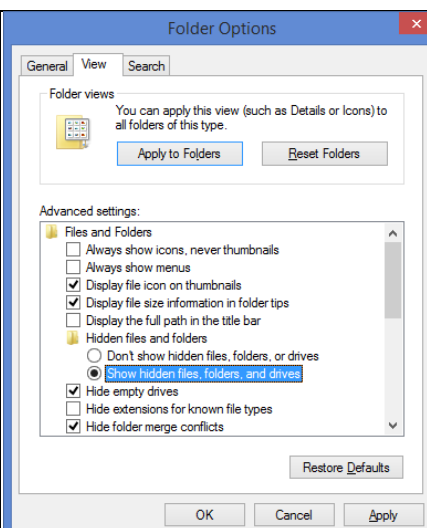 Folder Options
General View Search
Folder views
You can apply this view (such as Details or Icons) to
all folders of this type.
Apply to Folders Reset Folders
Advanced settings:
Files and Folders
Always show icons, never thumbnails
Always show menus
Display file icon on thumbnails
Display file size information in folder tips
Display the full path in the title bar
Hidden files and folders
Don't show hidden files, folders, or drives
Show hidden files, folders, and drives
Hide empty drives
Hide extensions for known file types
Hide folder merge conflicts
Restore Defaults
OK Cancel Apply